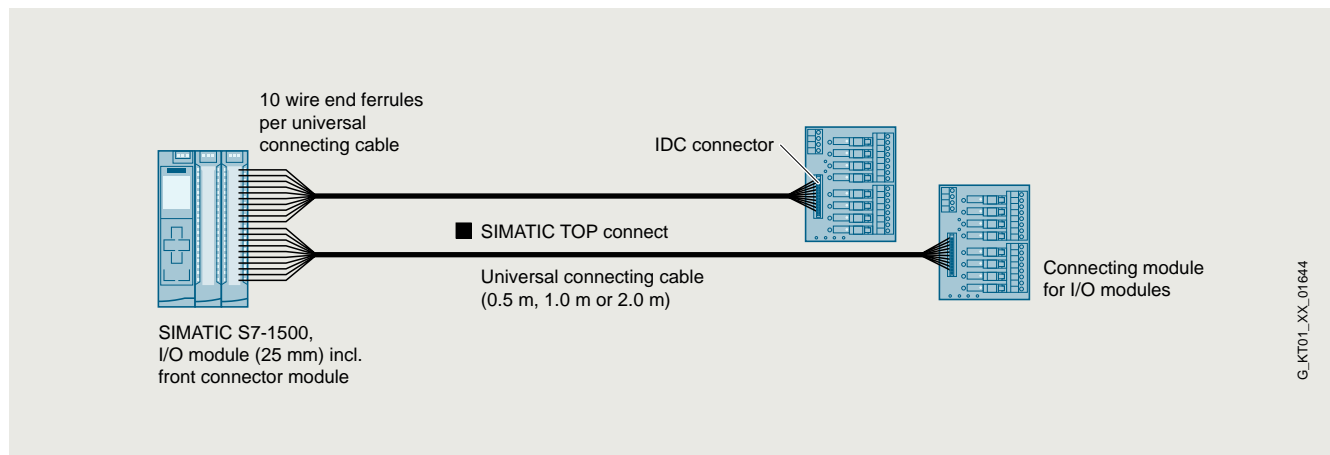 10 wire end ferrules
per universal
connecting cable
IDC connector
SIMATIC TOP connect
Universal connecting cable
(0.5 m, 1.0 m or 2.0 m)
Connecting module
for I/O modules
SIMATIC S7-1500,
I/O module (25 mm) incl.
front connector module
G_KT01_XX_01644